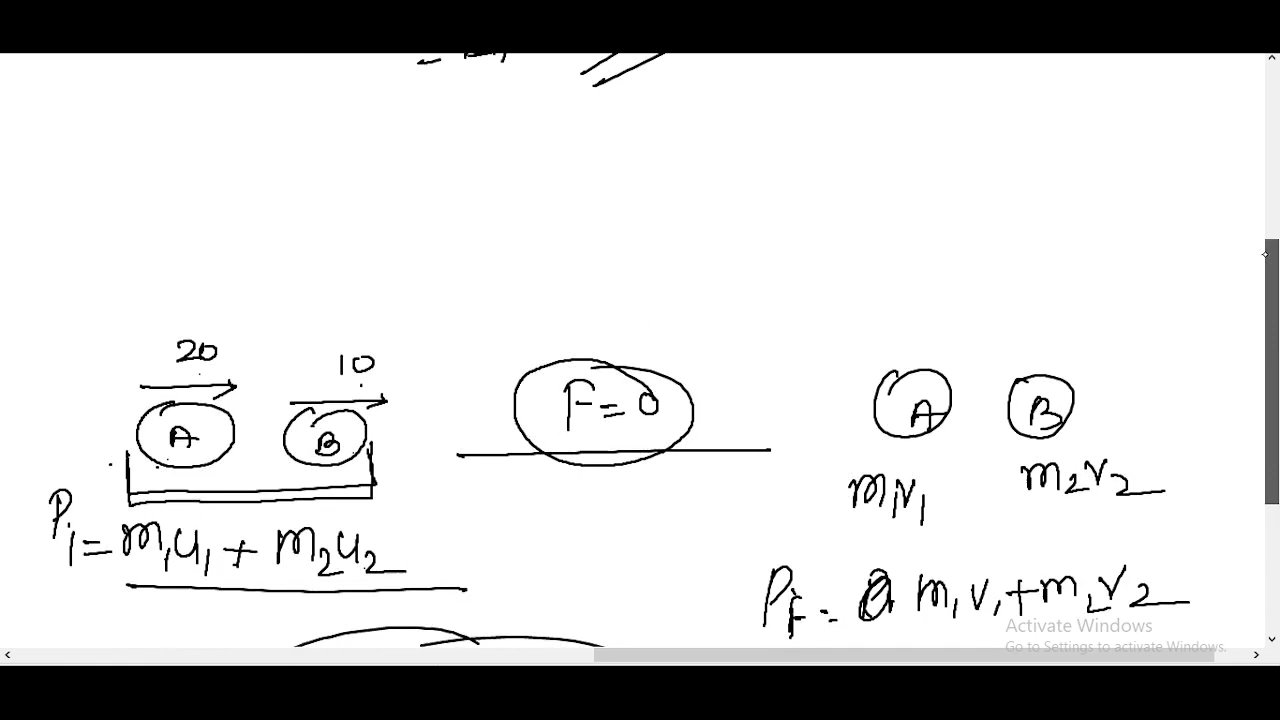 20
10
A
B
F=0
A
B
m₁v₁
m₂v₂
Pi = m₁u₁ + m₂u₂
PF = m₁v₁ + m₂v₂
Activate Windows
Go to Settings to activate Windows.